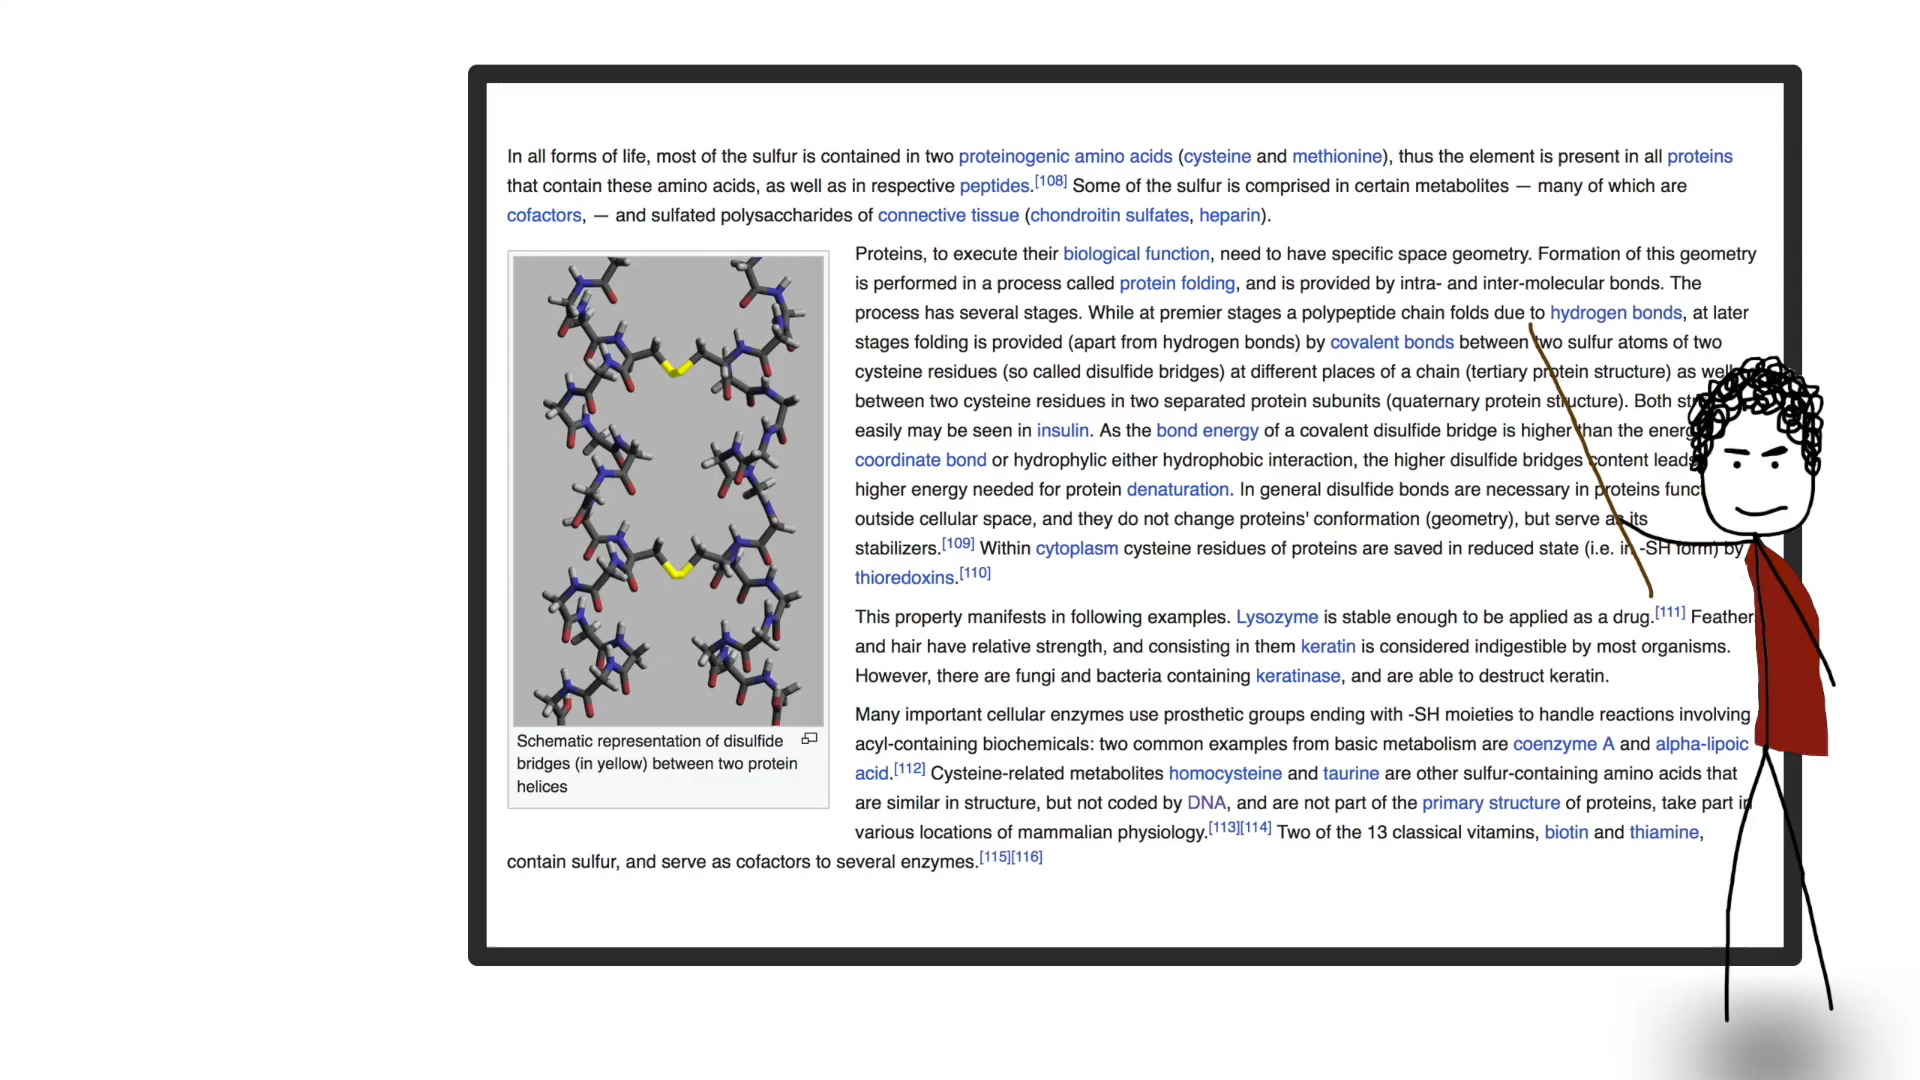 In all forms of life, most of the sulfur is contained in two proteinogenic amino acids (cysteine and methionine), thus the element is present in all proteins
that contain these amino acids, as well as in respective peptides.[108] Some of the sulfur is comprised in certain metabolites — many of which are
cofactors, — and sulfated polysaccharides of connective tissue (chondroitin sulfates, heparin).
Schematic representation of disulfide
bridges (in yellow) between two protein
helices
Proteins, to execute their biological function, need to have specific space geometry. Formation of this geometry
is performed in a process called protein folding, and is provided by intra- and inter-molecular bonds. The
process has several stages. While at premier stages a polypeptide chain folds due to hydrogen bonds, at later
stages folding is provided (apart from hydrogen bonds) by covalent bonds between two sulfur atoms of two
cysteine residues (so called disulfide bridges) at different places of a chain (tertiary protein structure) as well
between two cysteine residues in two separated protein subunits (quaternary protein structure). Both
easily may be seen in insulin. As the bond energy of a covalent disulfide bridge is higher than the
coordinate bond or hydrophylic either hydrophobic interaction, the higher disulfide bridges content leads
higher energy needed for protein denaturation. In general disulfide bonds are necessary in proteins
outside cellular space, and they do not change proteins' conformation (geometry), but serve as its
stabilizers.[109] Within cytoplasm cysteine residues of proteins are saved in reduced state (i.e. in -SH form) by
thioredoxins.[110]
This property manifests in following examples. Lysozyme is stable enough to be applied as a drug.[111] Feather
and hair have relative strength, and consisting in them keratin is considered indigestible by most organisms.
However, there are fungi and bacteria containing keratinase, and are able to destruct keratin.
Many important cellular enzymes use prosthetic groups ending with -SH moieties to handle reactions involving
acyl-containing biochemicals: two common examples from basic metabolism are coenzyme A and alpha-lipoic
acid.[112] Cysteine-related metabolites homocysteine and taurine are other sulfur-containing amino acids that
are similar in structure, but not coded by DNA, and are not part of the primary structure of proteins, take part in
various locations of mammalian physiology.[113][114] Two of the 13 classical vitamins, biotin and thiamine,
contain sulfur, and serve as cofactors to several enzymes.[115][116]